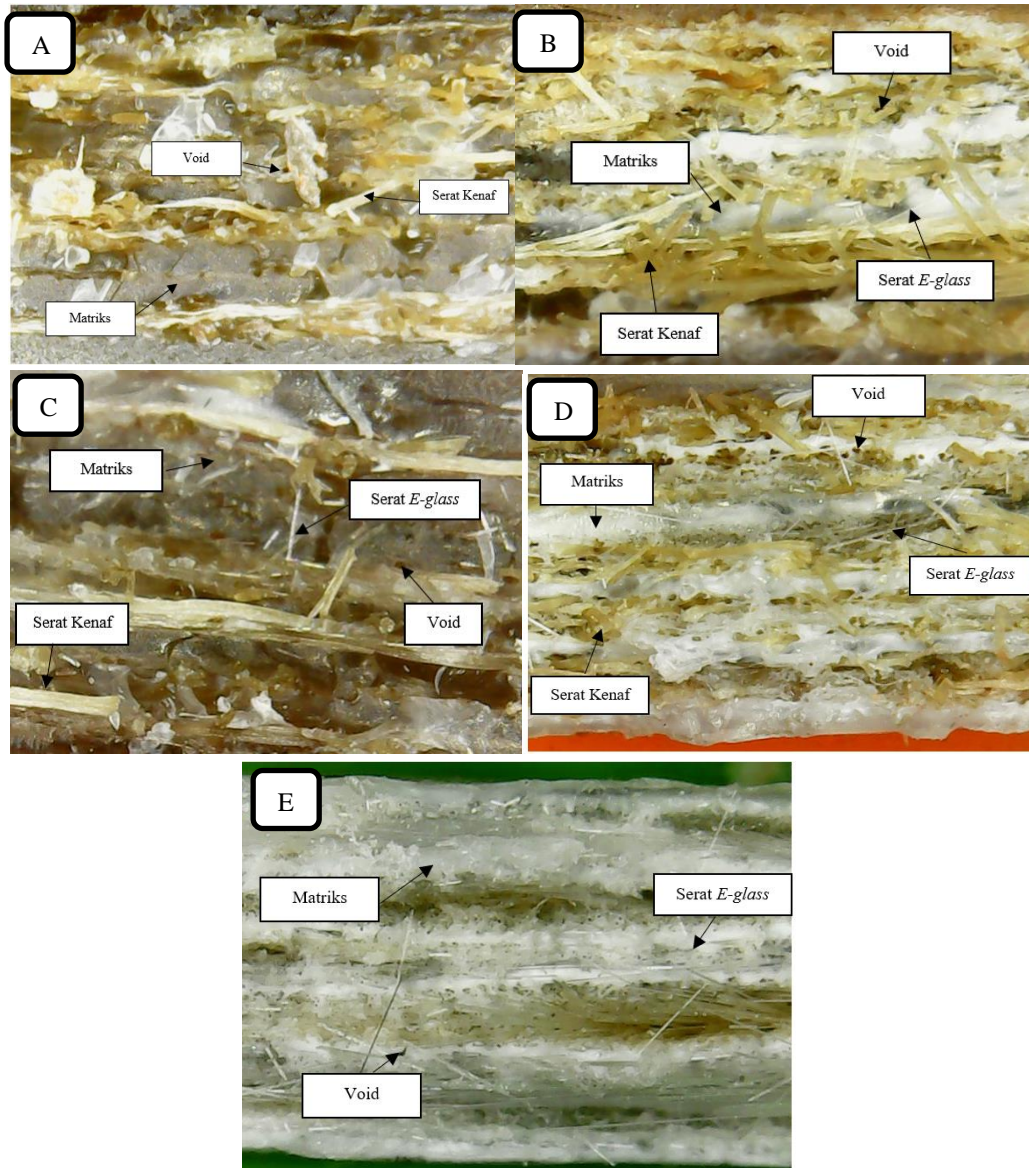 A
Void
Serat Kenaf
Matriks
B
Void
Matriks
Serat E-glass
Serat Kenaf
C
Matriks
Serat E-glass
Serat Kenaf
Void
D
Void
Matriks
Serat E-glass
Serat Kenaf
E
Matriks
Serat E-glass
Void